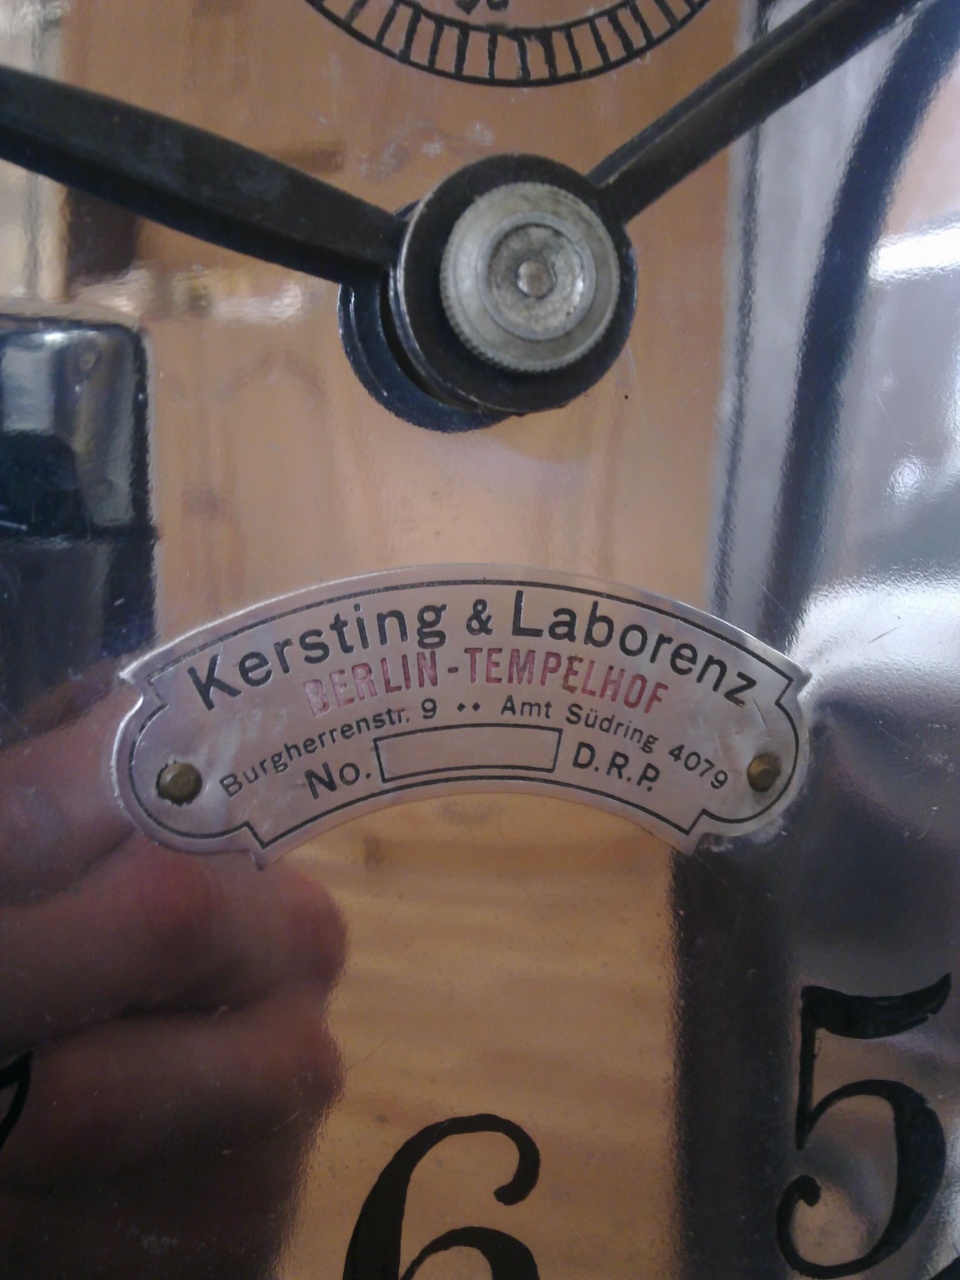 Kersting & Laborenz
BERLIN-TEMPELHOF
Burgherrenstr. 9 •• Amt Südring 4079
No. D.R.P.
5
6